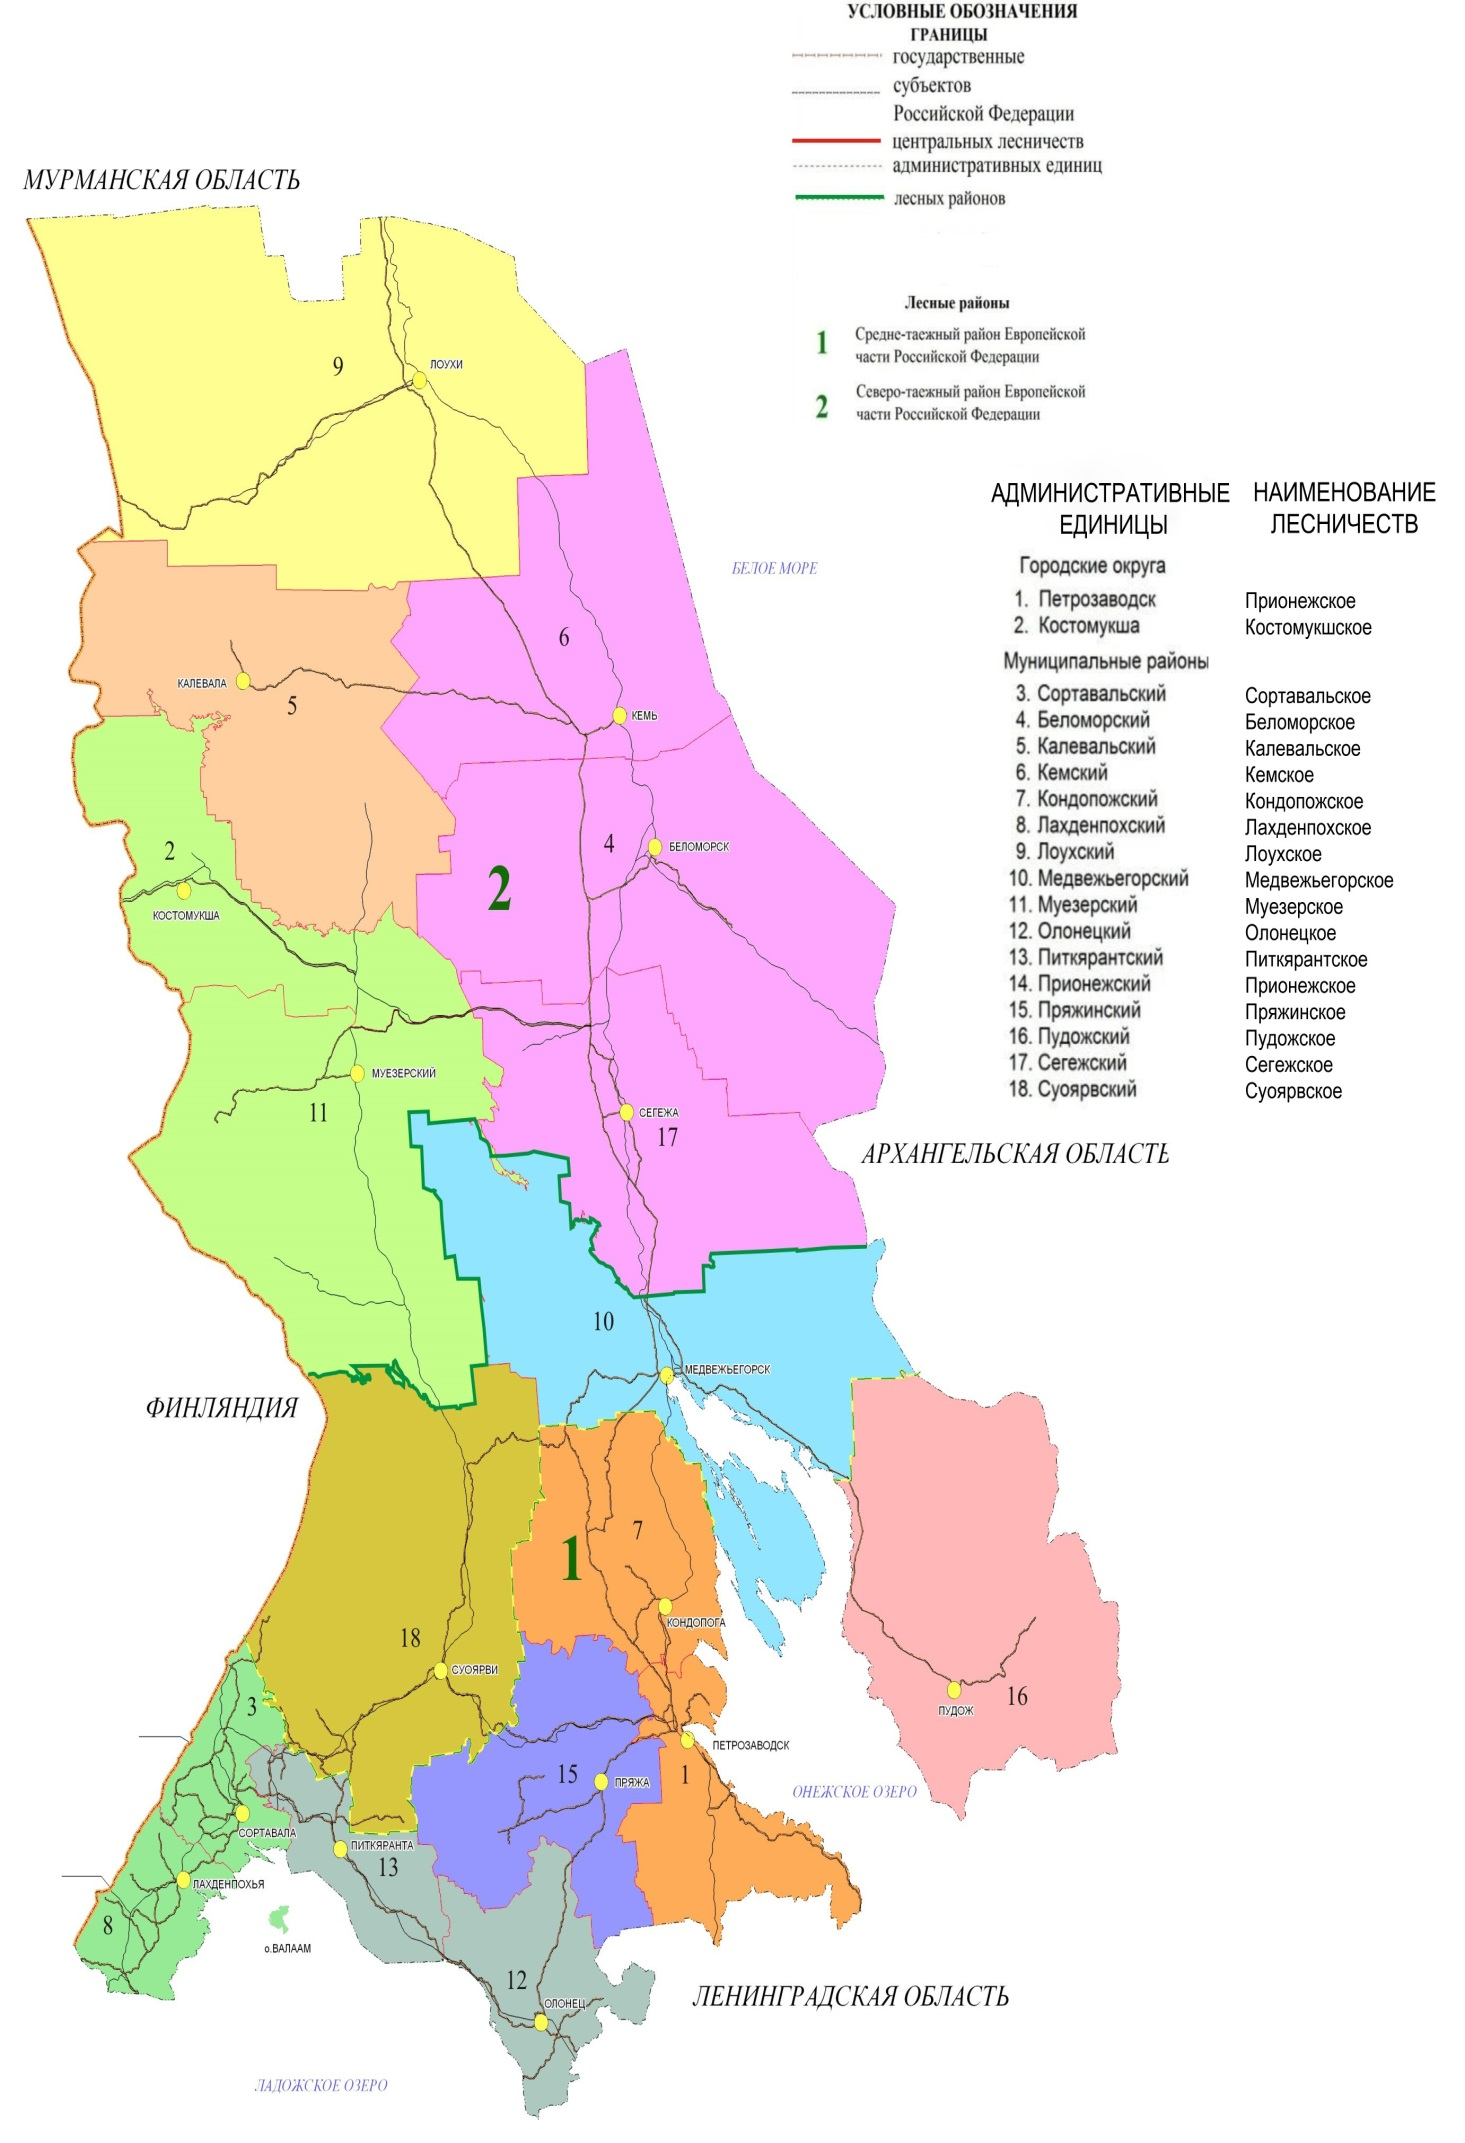 УСЛОВНЫЕ ОБОЗНАЧЕНИЯ
ГРАНИЦЫ
государственные
субъектов
Российской Федерации
центральных лесничеств
административных единиц
лесных районов
Лесные районы
1 Средне-таежный район Европейской
части Российской Федерации
2 Северо-таежный район Европейской
части Российской Федерации
АДМИНИСТРАТИВНЫЕ НАИМЕНОВАНИЕ
ЕДИНИЦЫ ЛЕСНИЧЕСТВ
Городские округа
1. Петрозаводск Прионежское
2. Костомукша Костомукшское
Муниципальные районы
3. Сортавальский Сортавальское
4. Беломорский Беломорское
5. Калевальский Калевальское
6. Кемский Кемское
7. Кондопожский Кондопожское
8. Лахденпохский Лахденпохское
9. Лоухский Лоухское
10. Медвежьегорский Медвежьегорское
11. Муезерский Муезерское
12. Олонецкий Олонецкое
13. Питкярантский Питкярантское
14. Прионежский Прионежское
15. Пряжинский Пряжинское
16. Пудожский Пудожское
17. Сегежский Сегежское
18. Суоярвский Суоярвское
МУРМАНСКАЯ ОБЛАСТЬ
9
ЛОУХИ
БЕЛОЕ МОРЕ
6
КАЛЕВАЛА
5
КЕМЬ
2
4
БЕЛОМОРСК
2
КОСТОМУКША
МУЕЗЕРСКИЙ
11
СЕГЕЖА
17
АРХАНГЕЛЬСКАЯ ОБЛАСТЬ
10
МЕДВЕЖЬЕГОРСК
ФИНЛЯНДИЯ
7
1
КОНДОПОГА
18
СУОЯРВИ
16
ПУДОЖ
3
ПЕТРОЗАВОДСК
15
ПРЯЖА
1
ОНЕЖСКОЕ ОЗЕРО
СОРТАВАЛА
ПИТКЯРАНТА
13
ЛАХДЕНПОХЬЯ
8
о.ВАЛААМ
12
ЛЕНИНГРАДСКАЯ ОБЛАСТЬ
ОЛОНЕЦ
ЛАДОЖСКОЕ ОЗЕРО